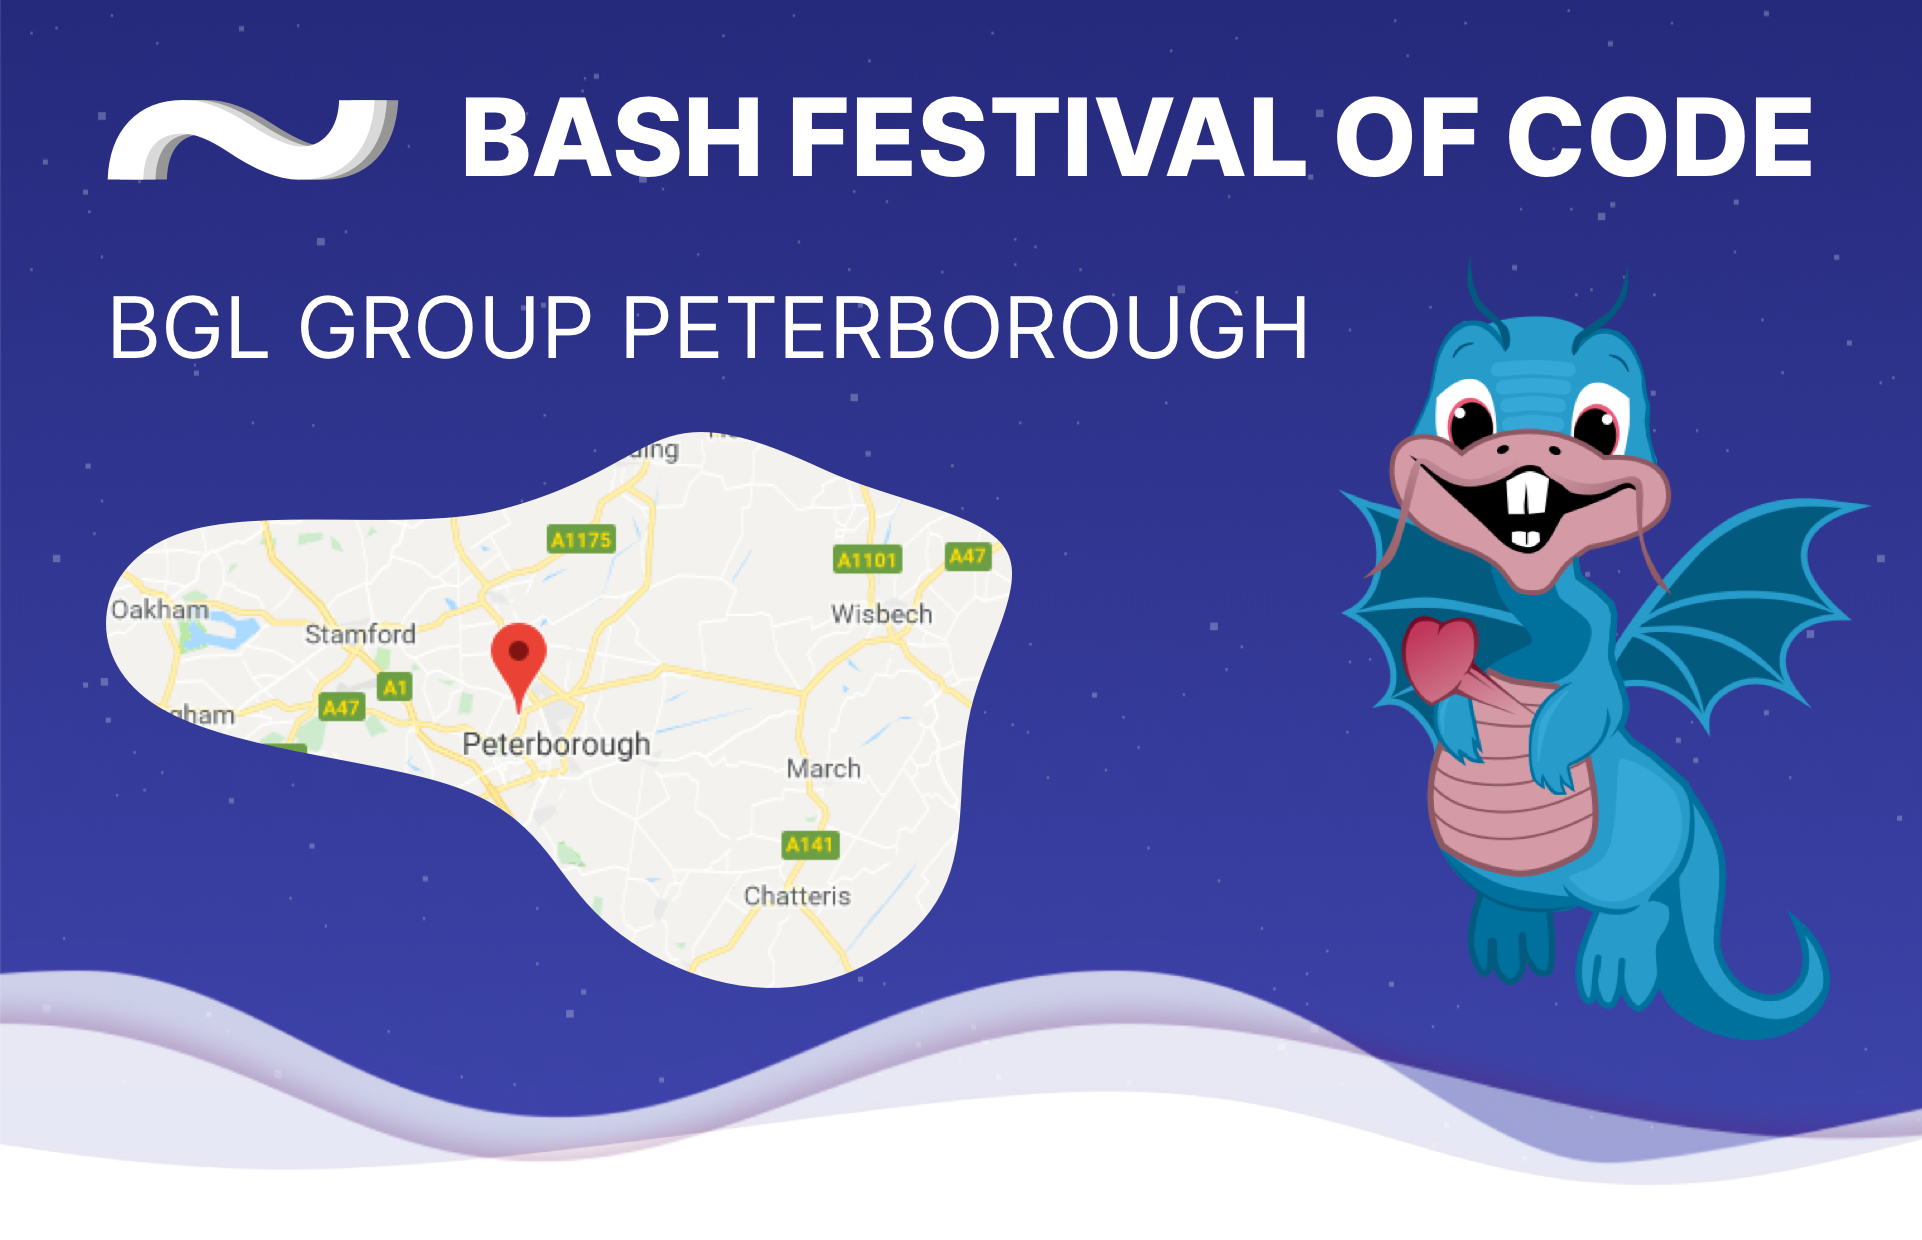 BASH FESTIVAL OF CODE
BGL GROUP PETERBOROUGH
A1175
A1101
A47
Oakham
Wisbech
Stamford
A1
A47
Peterborough
March
A141
Chatteris